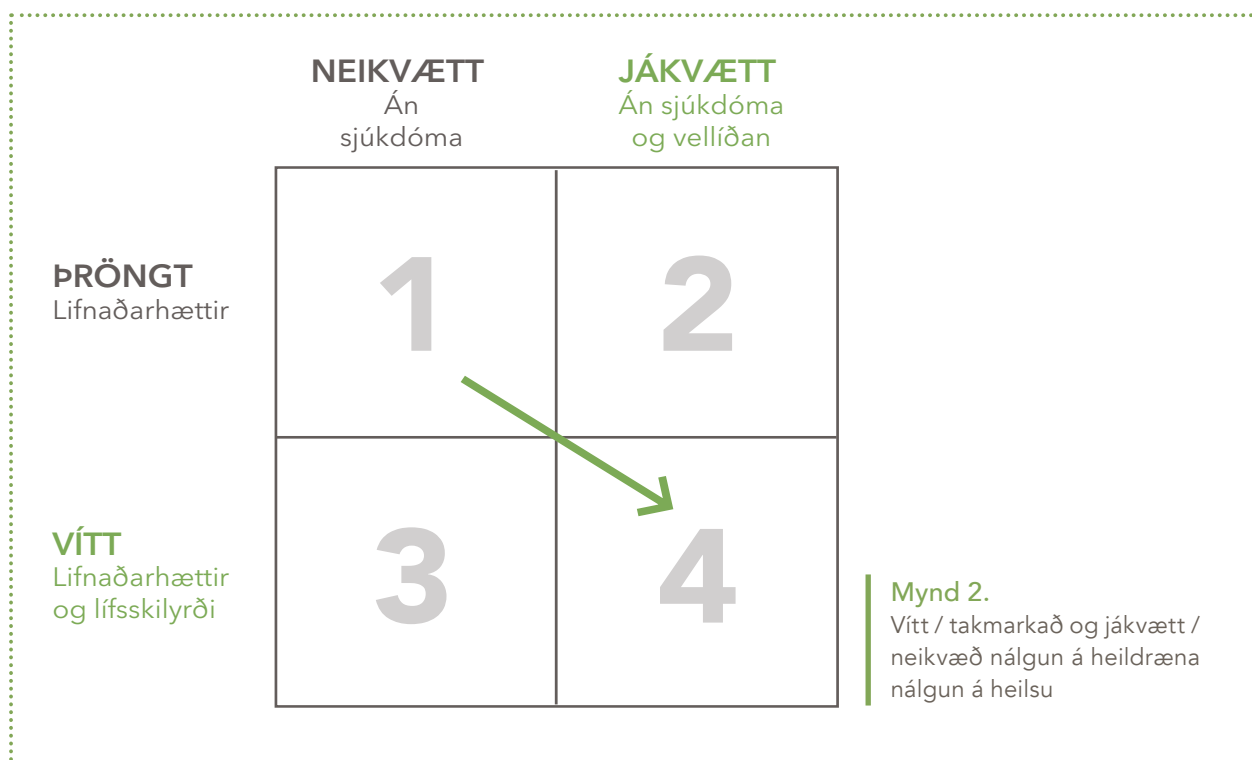 NEIKVÆTT
Án
sjúkdóma
JÁKVÆTT
Án sjúkdóma
og vellíðan
ÞRÖNGT
Lifnaðarhættir
1
2
VÍTT
Lifnaðarhættir
og lífsskilyrði
3
4
Mynd 2.
Vítt / takmarkað og jákvætt /
neikvæð nálgun á heildræna
nálgun á heilsu